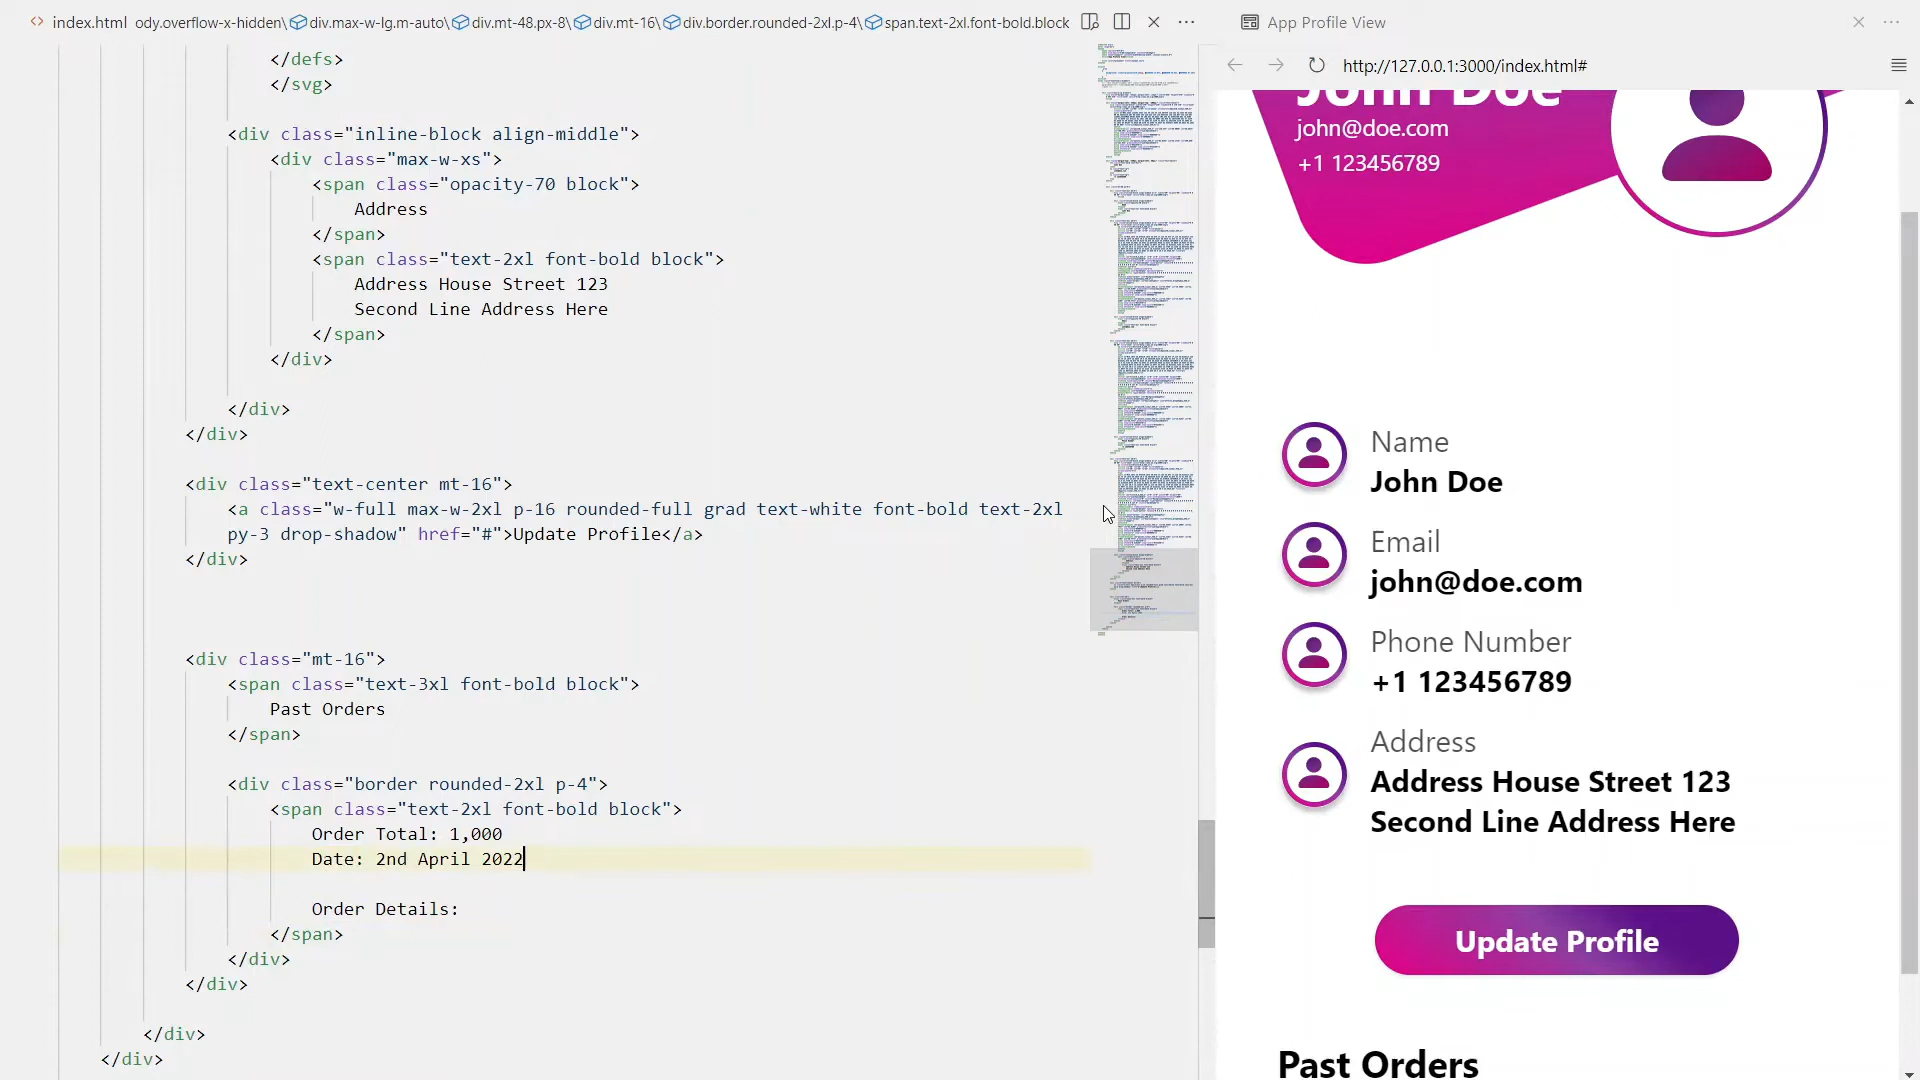 index.html ody.overflow-x-hidden\div.max-w-lg.m-auto\div.mt-48.px-8\div.mt-16\div.border.rounded-2xl.p-4\span.text-2xl.font-bold.block
</defs>
</svg>
<div class="inline-block align-middle">
<div class="max-w-xs">
<span class="opacity-70 block">
Address
</span>
<span class="text-2xl font-bold block">
Address House Street 123
Second Line Address Here
</span>
</div>
</div>
</div>
<div class="text-center mt-16">
<a class="w-full max-w-2xl p-16 rounded-full grad text-white font-bold text-2xl
py-3 drop-shadow" href="#">Update Profile</a>
</div>
<div class="mt-16">
<span class="text-3xl font-bold block">
Past Orders
</span>
<div class="border rounded-2xl p-4">
<span class="text-2xl font-bold block">
Order Total: 1,000
Date: 2nd April 2022
Order Details:
</span>
</div>
</div>
</div>
</div>
App Profile View
http://127.0.0.1:3000/index.html#
John Doe
john@doe.com
+1 123456789
Name
John Doe
Email
john@doe.com
Phone Number
+1 123456789
Address
Address House Street 123
Second Line Address Here
Update Profile
Past Orders